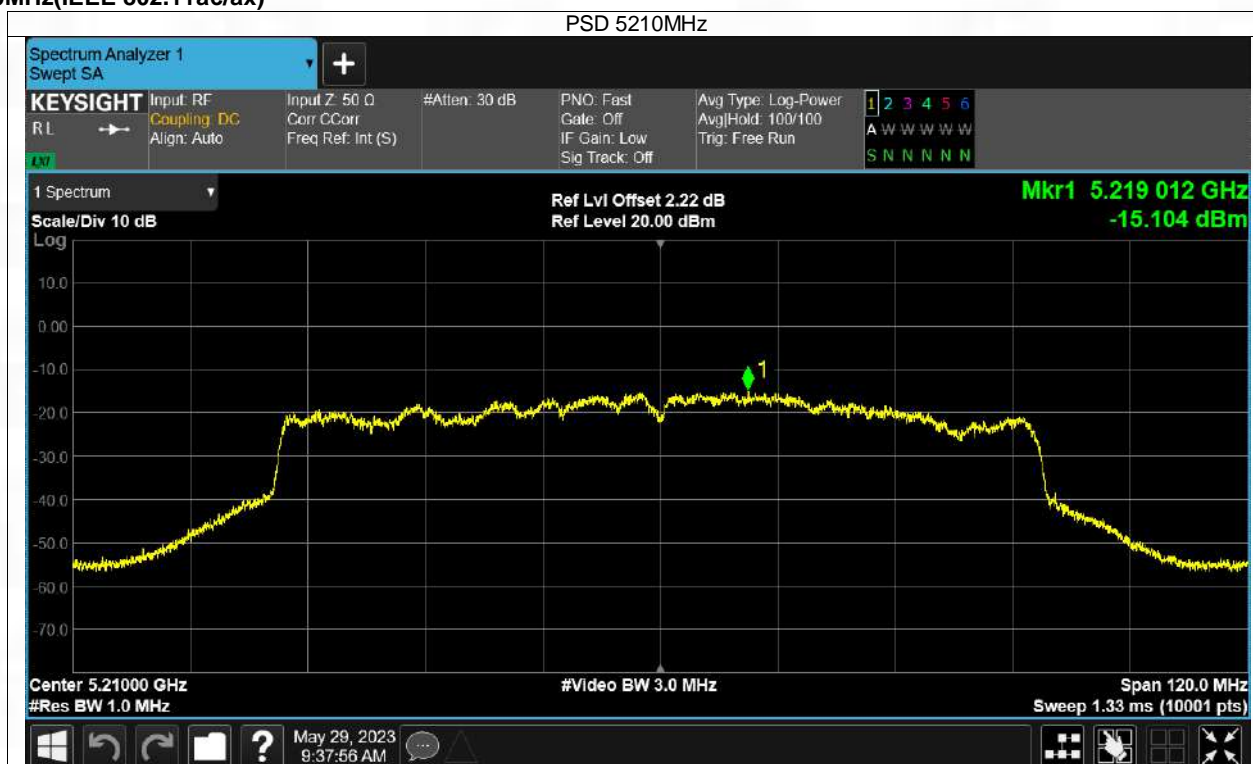 MHz(IEEE 802.11ac/ax)
PSD 5210MHz
Spectrum Analyzer 1
Swept SA
+
KEYSIGHT
RL
LXI
Input: RF
Coupling: DC
Align: Auto
Input Z: 50 Ω
Corr CCorr
Freq Ref: Int (S)
#Atten: 30 dB
PNO: Fast
Gate: Off
IF Gain: Low
Sig Track: Off
Avg Type: Log-Power
Avg|Hold: 100/100
Trig: Free Run
1 2 3 4 5 6
A W W W W W
S N N N N N
1 Spectrum
Scale/Div 10 dB
Ref Lvl Offset 2.22 dB
Ref Level 20.00 dBm
Mkr1 5.219 012 GHz
-15.104 dBm
Log
10.0
0.00
-10.0
-20.0
-30.0
-40.0
-50.0
-60.0
-70.0
1
Center 5.21000 GHz
#Res BW 1.0 MHz
#Video BW 3.0 MHz
Span 120.0 MHz
Sweep 1.33 ms (10001 pts)
?
May 29, 2023
9:37:56 AM